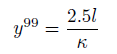 y^{99} = \frac{2.5l}{\kappa}